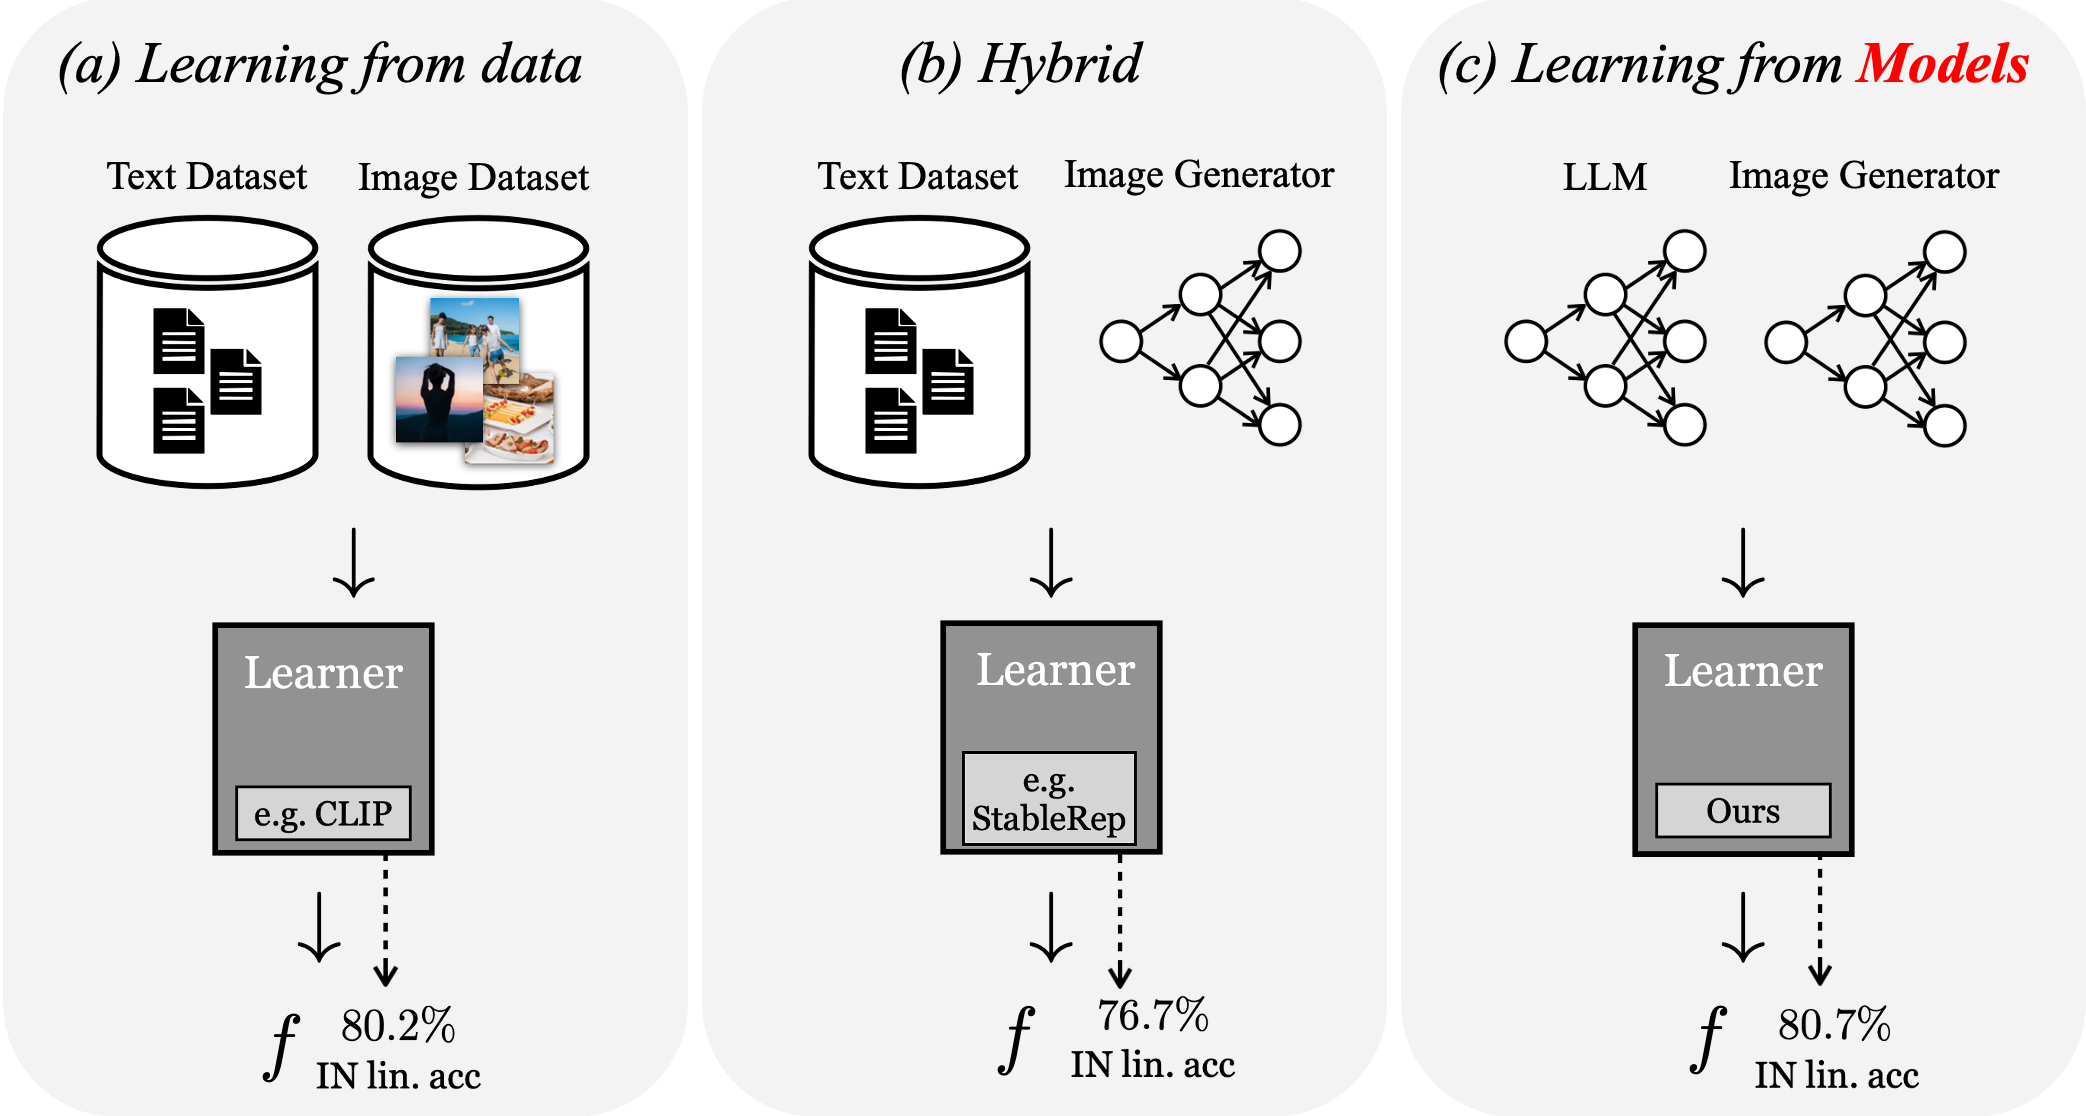 (a) Learning from data
Text Dataset
Image Dataset
Learner
e.g. CLIP
f
80.2%
IN lin. acc
(b) Hybrid
Text Dataset
Image Generator
Learner
e.g.
StableRep
f
76.7%
IN lin. acc
(c) Learning from Models
LLM
Image Generator
Learner
Ours
f
80.7%
IN lin. acc